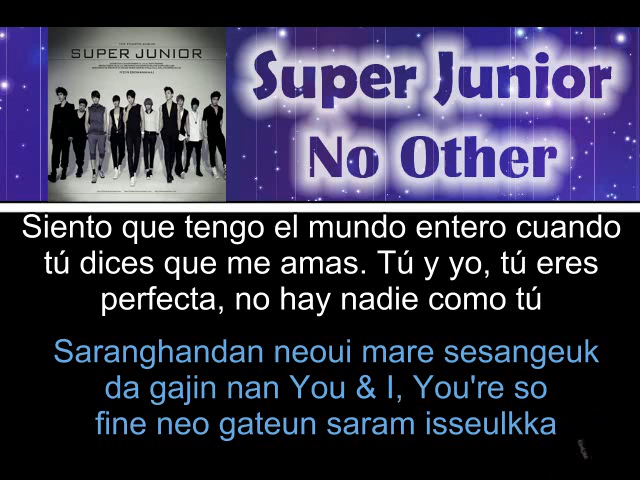 SUPER JUNIOR
Super Junior
No Other
Siento que tengo el mundo entero cuando
tú dices que me amas. Tú y yo, tú eres
perfecta, no hay nadie como tú
Saranghandan neoui mare sesangeuk
da gajin nan You & I, You're so
fine neo gateun saram isseulkka